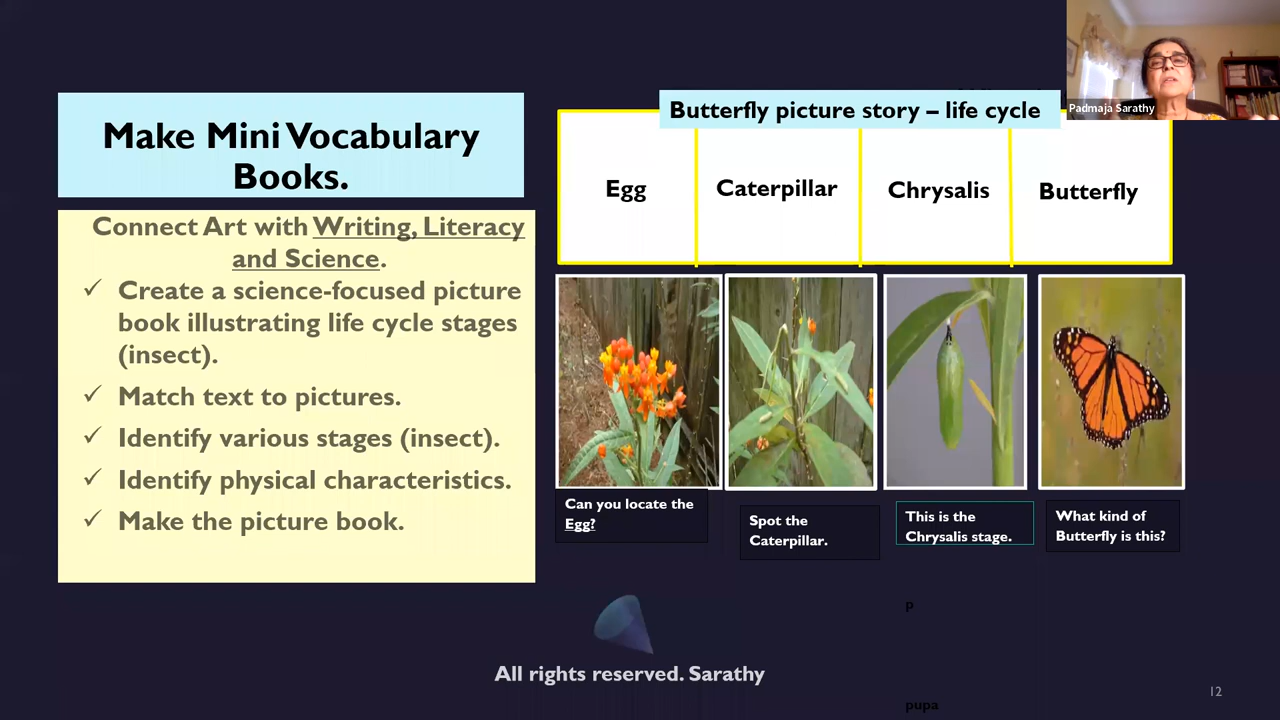 Padmaja Sarathy
Make Mini Vocabulary
Books.
Connect Art with Writing, Literacy
and Science.
✓ Create a science-focused picture
book illustrating life cycle stages
(insect).
✓ Match text to pictures.
✓ Identify various stages (insect).
✓ Identify physical characteristics.
✓ Make the picture book.
Butterfly picture story – life cycle
Egg
Caterpillar
Chrysalis
Butterfly
Can you locate the
Egg?
Spot the
Caterpillar.
This is the
Chrysalis stage.
What kind of
Butterfly is this?
p
All rights reserved. Sarathy
12
pupa